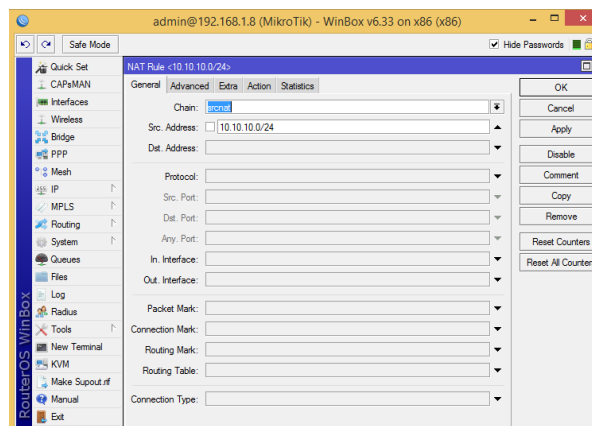 admin@192.168.1.8 (MikroTik) - WinBox v6.33 on x86 (x86)
Safe Mode
Hide Passwords
Quick Set
CAPsMAN
Interfaces
Wireless
Bridge
PPP
Mesh
IP
MPLS
Routing
System
Queues
Files
Log
Radius
Tools
New Terminal
KVM
Make Supout.rif
Manual
Exit
RouterOS WinBox
NAT Rule <10.10.10.0/24>
General Advanced Extra Action Statistics
Chain: srcnat
Src. Address: 10.10.10.0/24
Dst. Address:
Protocol:
Src. Port:
Dst. Port:
Any. Port:
In. Interface:
Out. Interface:
Packet Mark:
Connection Mark:
Routing Mark:
Routing Table:
Connection Type:
OK
Cancel
Apply
Disable
Comment
Copy
Remove
Reset Counters
Reset All Counter